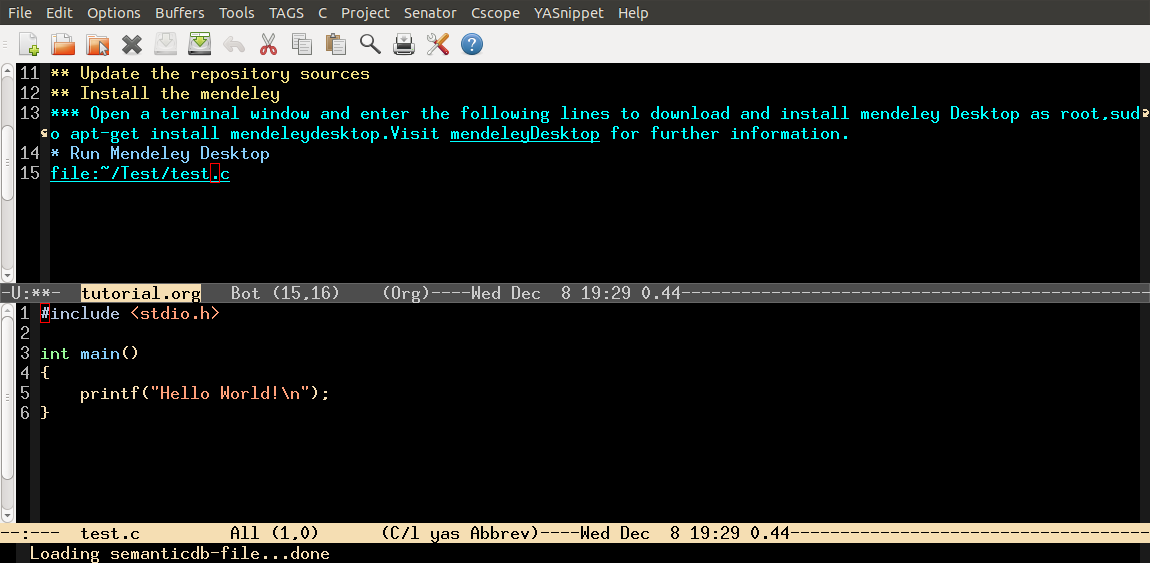 File Edit Options Buffers Tools TAGS C Project Senator Cscope YASnippet Help
11 ** Update the repository sources
12 ** Install the mendeley
13 *** Open a terminal window and enter the following lines to download and install mendeley Desktop as root,sud
o apt-get install mendeleydesktop.Visit mendeleyDesktop for further information.
14 * Run Mendeley Desktop
15 file:~/Test/test.c
-U:**-  tutorial.org   Bot (15,16)    (Org)----Wed Dec  8 19:29 0.44-----------------------------------------------
1 #include <stdio.h>
2
3 int main()
4 {
5     printf("Hello World!\n");
6 }
--:---  test.c         All (1,0)      (C/l yas Abbrev)----Wed Dec  8 19:29 0.44------------------------------------
Loading semanticdb-file...done